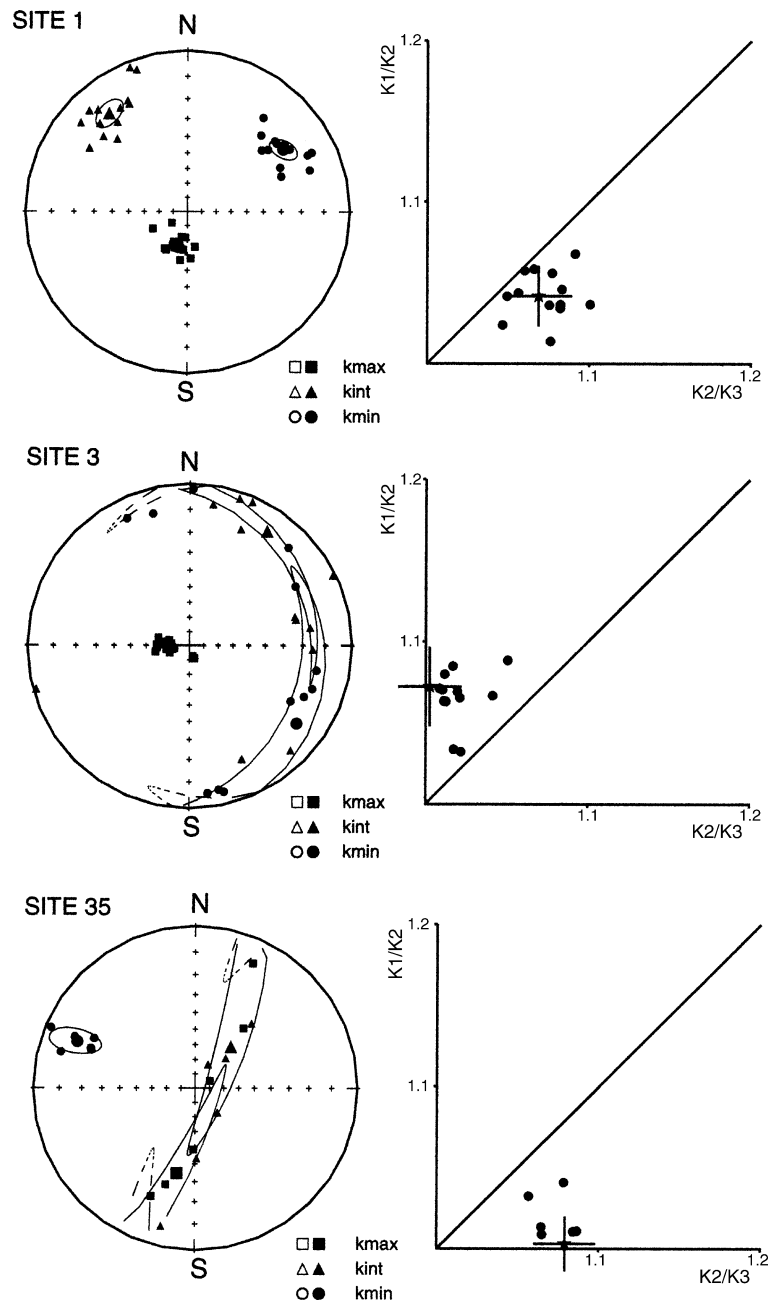 SITE 1
N
S
□■ kmax
△▲ kint
○● kmin
1.2
K1/K2
1.1
1.1
1.2
K2/K3
SITE 3
N
S
□■ kmax
△▲ kint
○● kmin
1.2
K1/K2
1.1
1.1
1.2
K2/K3
SITE 35
N
S
□■ kmax
△▲ kint
○● kmin
1.2
K1/K2
1.1
1.1
1.2
K2/K3